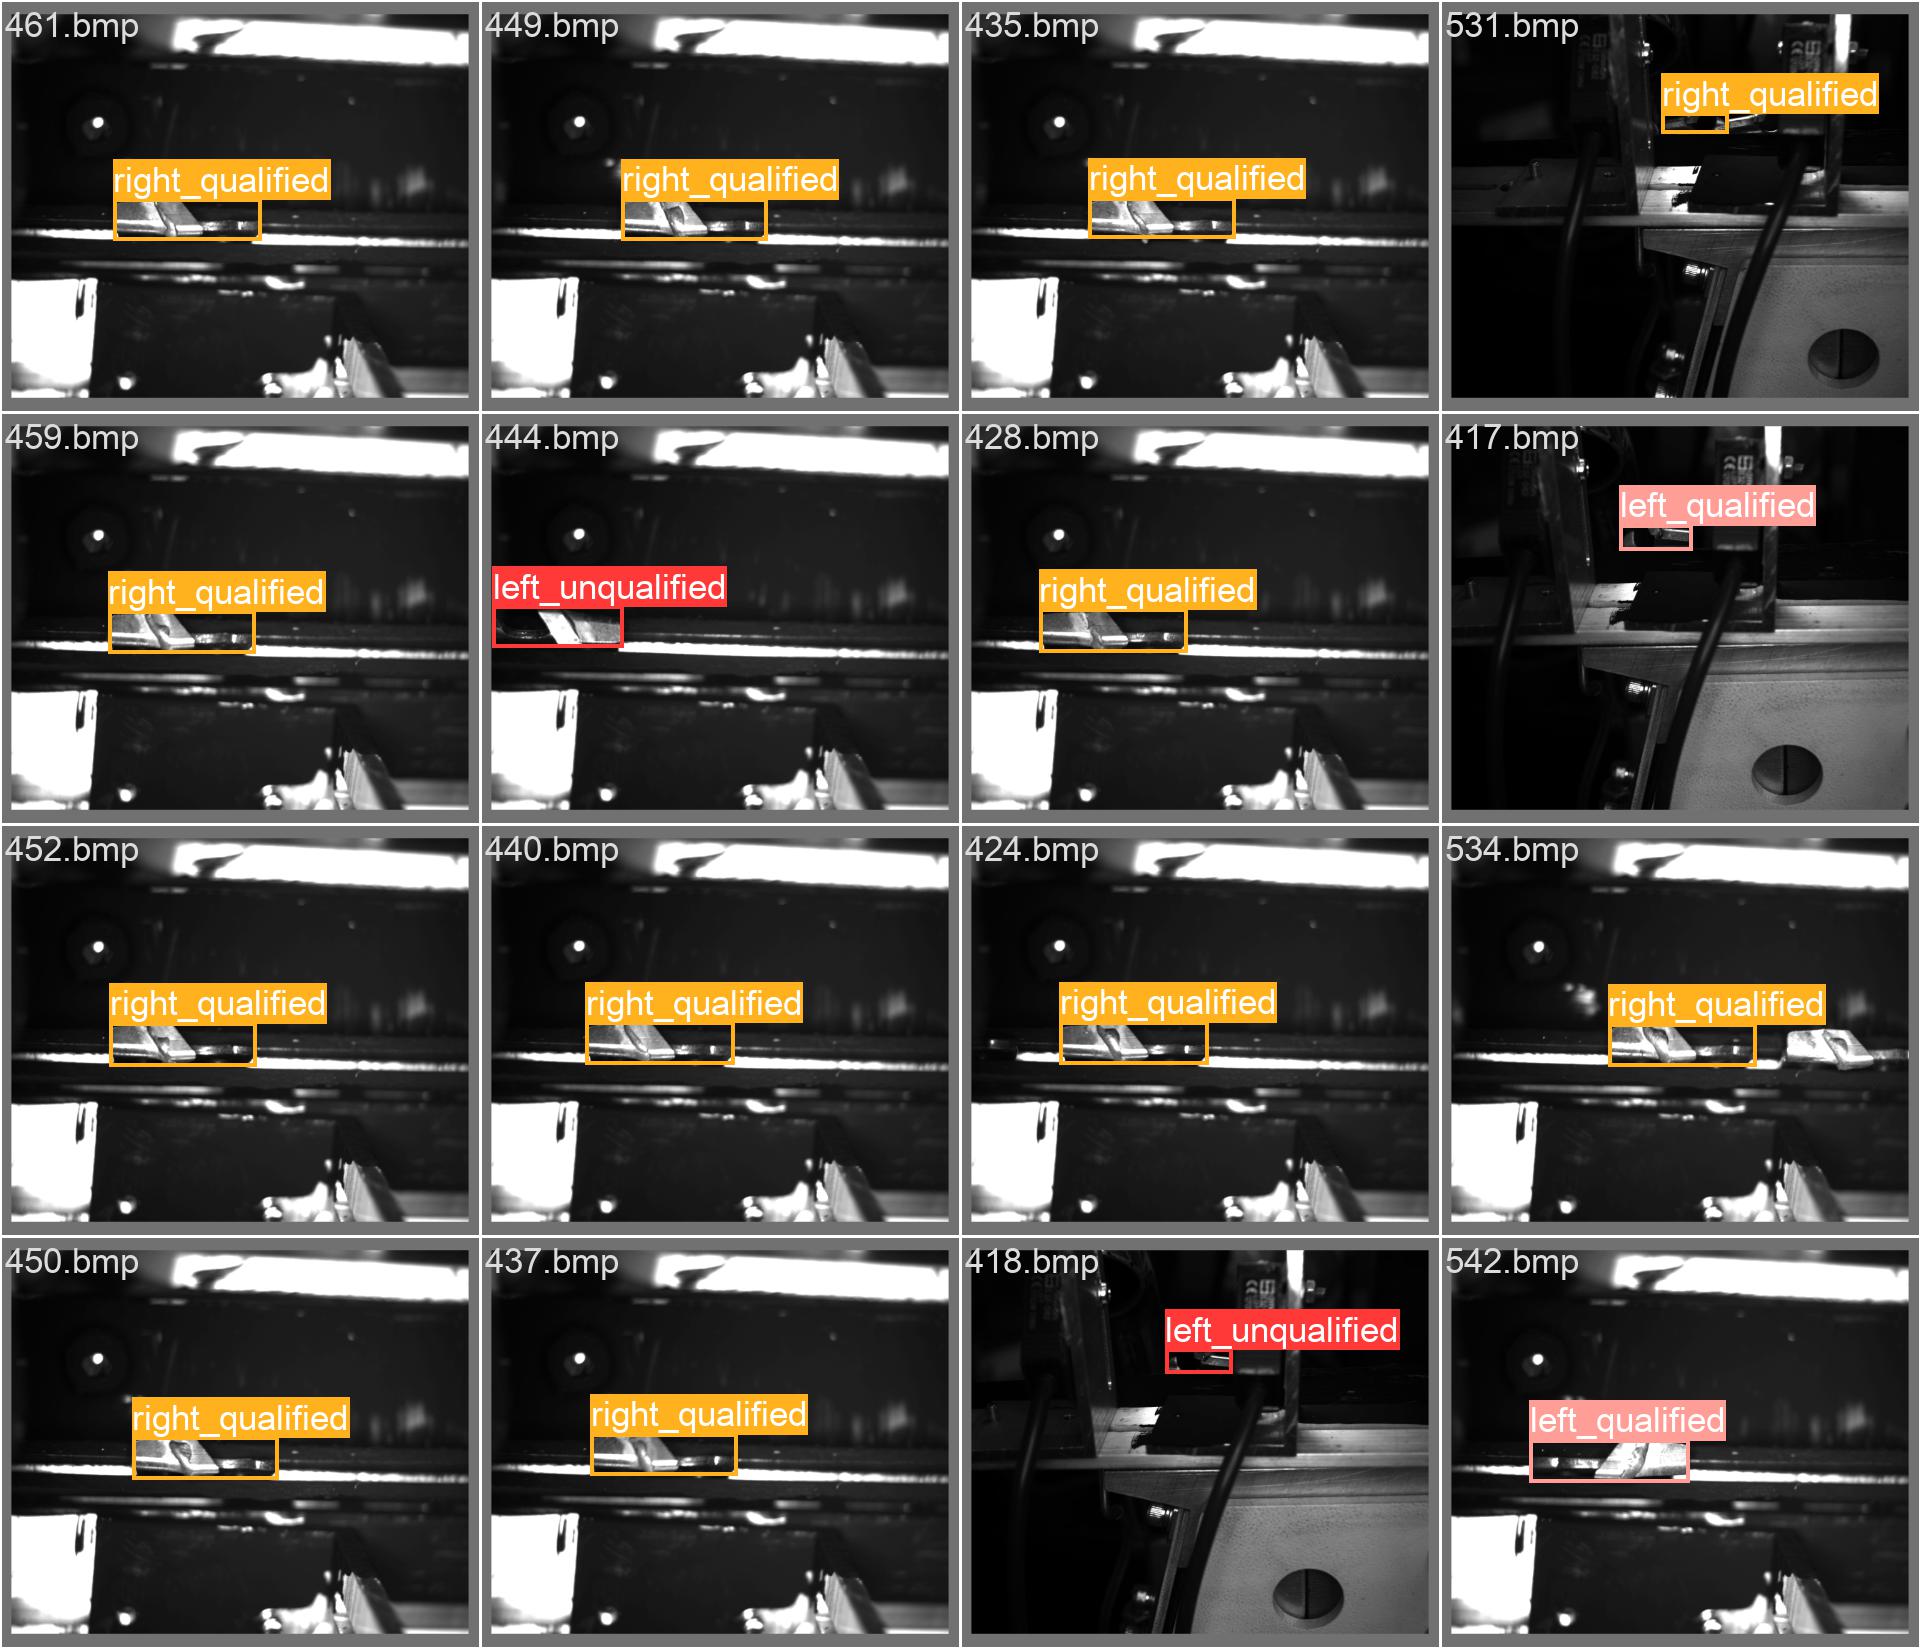 461.bmp
right_qualified
449.bmp
right_qualified
435.bmp
right_qualified
531.bmp
right_qualified
459.bmp
right_qualified
444.bmp
left_unqualified
428.bmp
right_qualified
417.bmp
left_qualified
452.bmp
right_qualified
440.bmp
right_qualified
424.bmp
right_qualified
534.bmp
right_qualified
450.bmp
right_qualified
437.bmp
right_qualified
418.bmp
left_unqualified
542.bmp
left_qualified